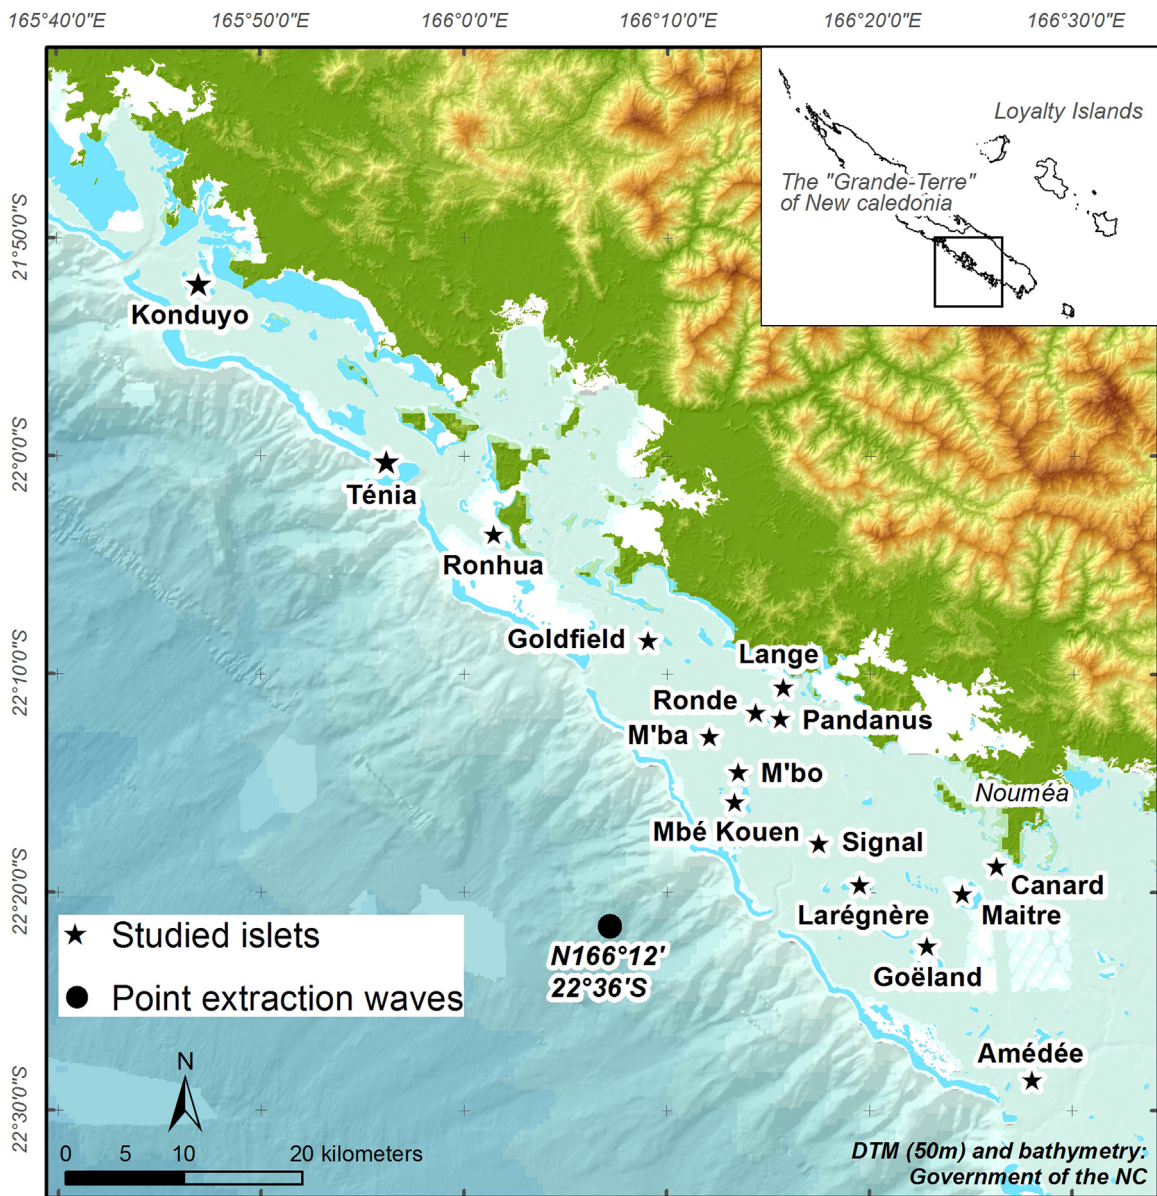 165°40'0"E
165°50'0"E
166°0'0"E
166°10'0"E
166°20'0"E
166°30'0"E
21°50'0"S
22°0'0"S
22°10'0"S
22°20'0"S
22°30'0"S
Loyalty Islands
The "Grande-Terre"
of New caledonia
Konduyo
Ténia
Ronhua
Goldfield
Lange
Ronde
Pandanus
M'ba
M'bo
Mbé Kouen
Nouméa
Signal
Canard
Larégnère
Maitre
Goëland
Amédée
N166°12'
22°36'S
Studied islets
Point extraction waves
N
0 5 10 20 kilometers
DTM (50m) and bathymetry:
Government of the NC